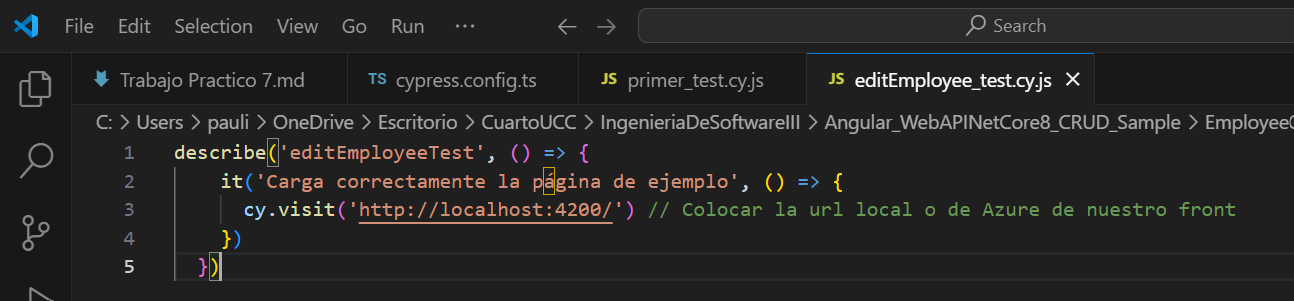 File Edit Selection View Go Run ··· Search
Trabajo Practico 7.md TS cypress.config.ts JS primer_test.cy.js JS editEmployee_test.cy.js
C: > Users > pauli > OneDrive > Escritorio > CuartoUCC > IngenieriaDeSoftwareIII > Angular_WebAPINetCore8_CRUD_Sample > EmployeeC
1 describe('editEmployeeTest', () => {
2 it('Carga correctamente la página de ejemplo', () => {
3 cy.visit('http://localhost:4200/') // Colocar la url local o de Azure de nuestro front
4 })
5 })